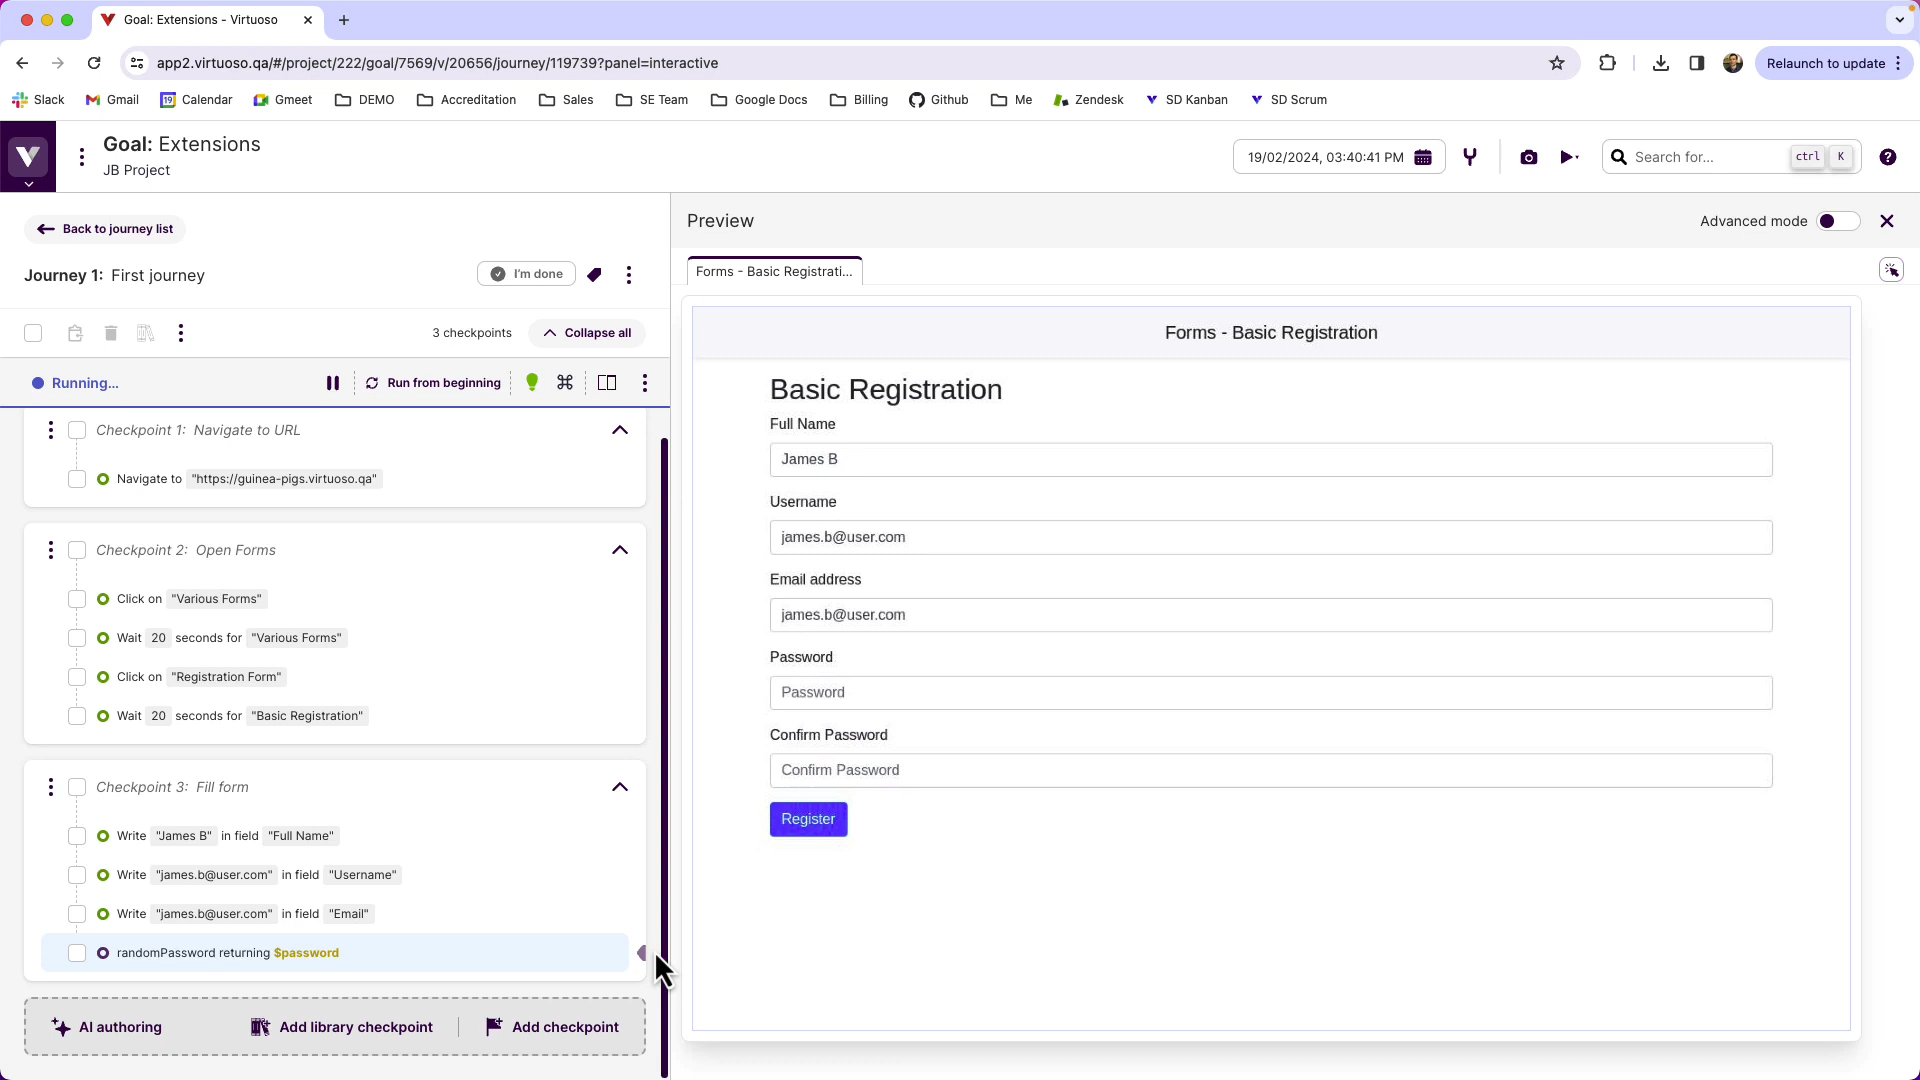 Goal: Extensions - Virtuoso
app2.virtuoso.qa/#/project/222/goal/7569/v/20656/journey/119739?panel=interactive
Relaunch to update
Slack
Gmail
19
Calendar
Gmeet
DEMO
Accreditation
Sales
SE Team
Google Docs
Billing
Github
Me
Zendesk
SD Kanban
SD Scrum
Goal: Extensions
JB Project
19/02/2024, 03:40:41 PM
Search for...
ctrl
K
Back to journey list
Journey 1: First journey
I'm done
3 checkpoints
Collapse all
Running...
Run from beginning
Checkpoint 1: Navigate to URL
Navigate to "https://guinea-pigs.virtuoso.qa"
Checkpoint 2: Open Forms
Click on "Various Forms"
Wait 20 seconds for "Various Forms"
Click on "Registration Form"
Wait 20 seconds for "Basic Registration"
Checkpoint 3: Fill form
Write "James B" in field "Full Name"
Write "james.b@user.com" in field "Username"
Write "james.b@user.com" in field "Email"
randomPassword returning $password
AI authoring
Add library checkpoint
Add checkpoint
Preview
Advanced mode
Forms - Basic Registrati...
Forms - Basic Registration
Basic Registration
Full Name
James B
Username
james.b@user.com
Email address
james.b@user.com
Password
Password
Confirm Password
Confirm Password
Register